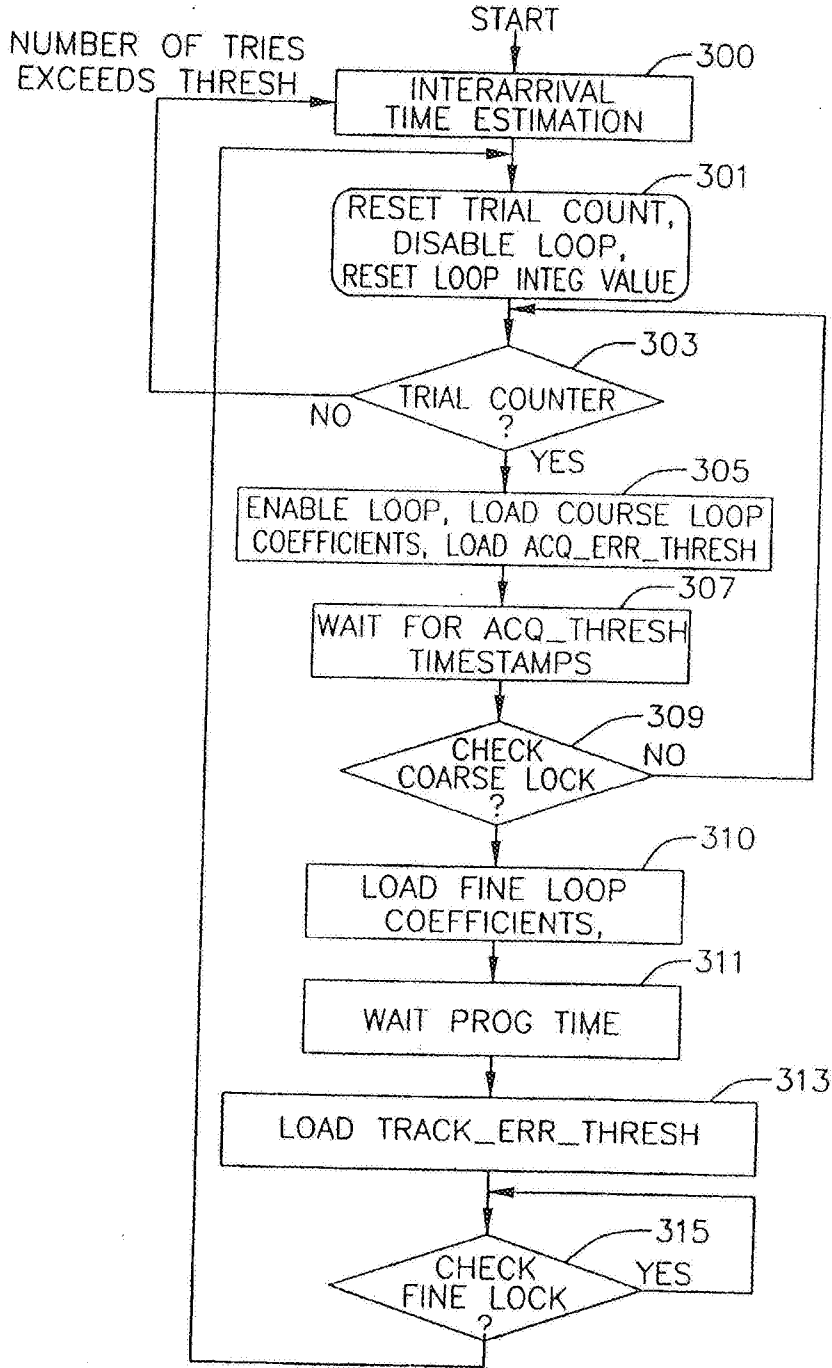 START
NUMBER OF TRIES
EXCEEDS THRESH
300
INTERARRIVAL
TIME ESTIMATION
301
RESET TRIAL COUNT,
DISABLE LOOP,
RESET LOOP INTEG VALUE
303
TRIAL COUNTER
?
NO
YES
305
ENABLE LOOP, LOAD COURSE LOOP
COEFFICIENTS, LOAD ACQ_ERR_THRESH
307
WAIT FOR ACQ_THRESH
TIMESTAMPS
309
CHECK
COARSE LOCK
?
NO
310
LOAD FINE LOOP
COEFFICIENTS,
311
WAIT PROG TIME
313
LOAD TRACK_ERR_THRESH
315
CHECK
FINE LOCK
?
YES